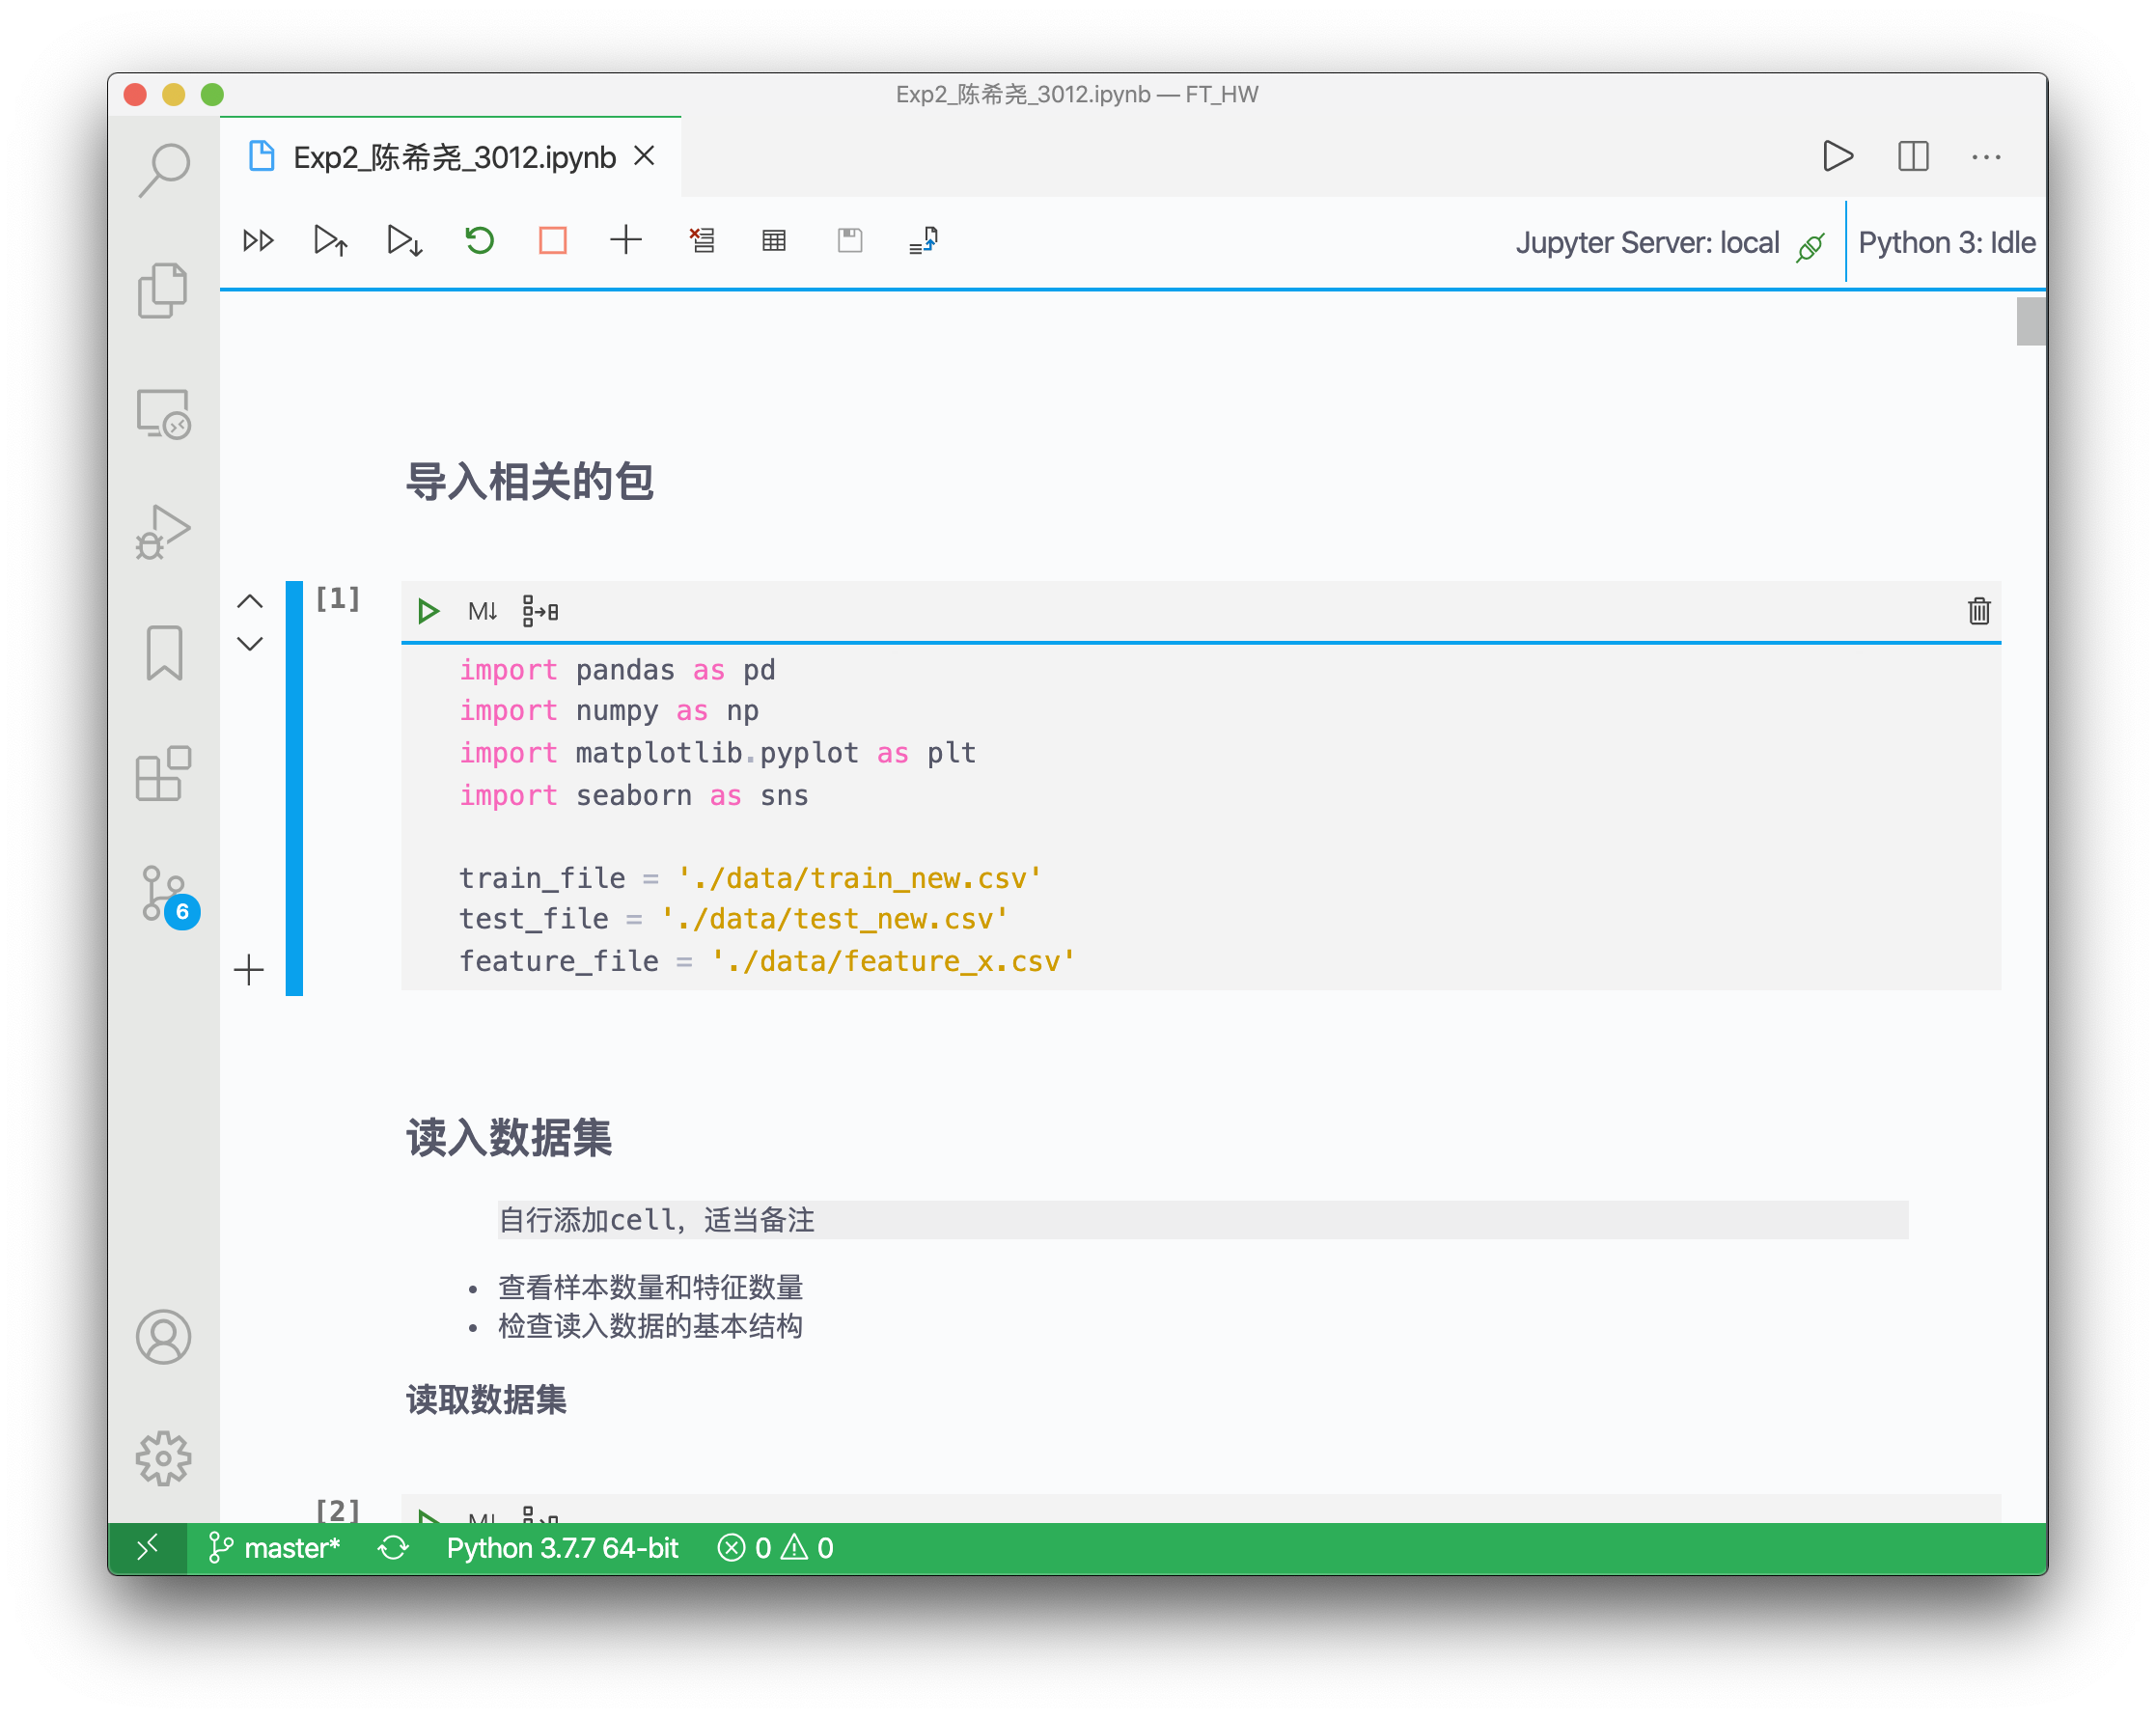 Exp2_陈希尧_3012.ipynb — FT_HW
Exp2_陈希尧_3012.ipynb
Jupyter Server: local
Python 3: Idle
导入相关的包
[1]
M↓
import pandas as pd
import numpy as np
import matplotlib.pyplot as plt
import seaborn as sns
train_file = './data/train_new.csv'
test_file = './data/test_new.csv'
feature_file = './data/feature_x.csv'
6
读入数据集
自行添加cell，适当备注
• 查看样本数量和特征数量
• 检查读入数据的基本结构
读取数据集
[2]
M↓
master*
Python 3.7.7 64-bit
0
0